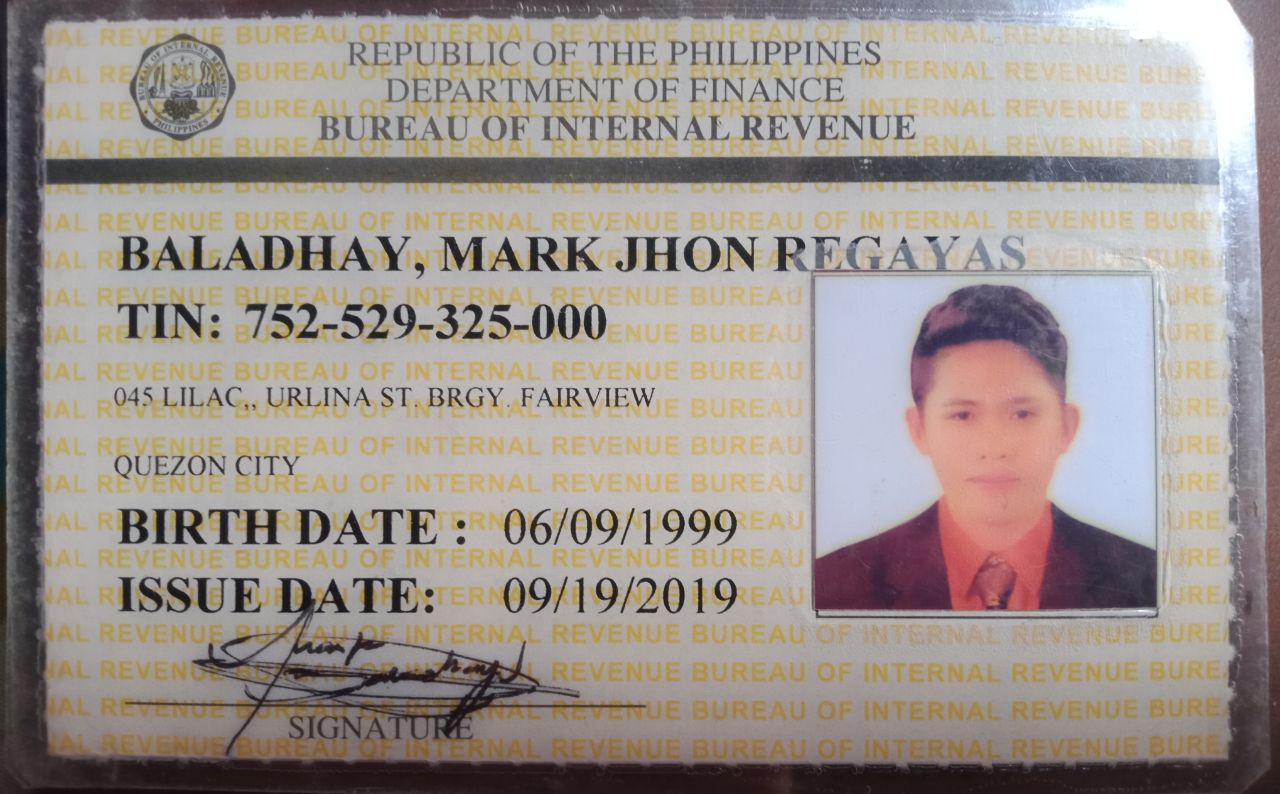 REPUBLIC OF THE PHILIPPINES
DEPARTMENT OF FINANCE
BUREAU OF INTERNAL REVENUE
BUREAU OF INTERNAL REVENUE
PHILIPPINES
BALADHAY, MARK JHON REGAYAS
TIN: 752-529-325-000
045 LILAC,, URLINA ST. BRGY. FAIRVIEW
QUEZON CITY
BIRTH DATE : 06/09/1999
ISSUE DATE: 09/19/2019
SIGNATURE